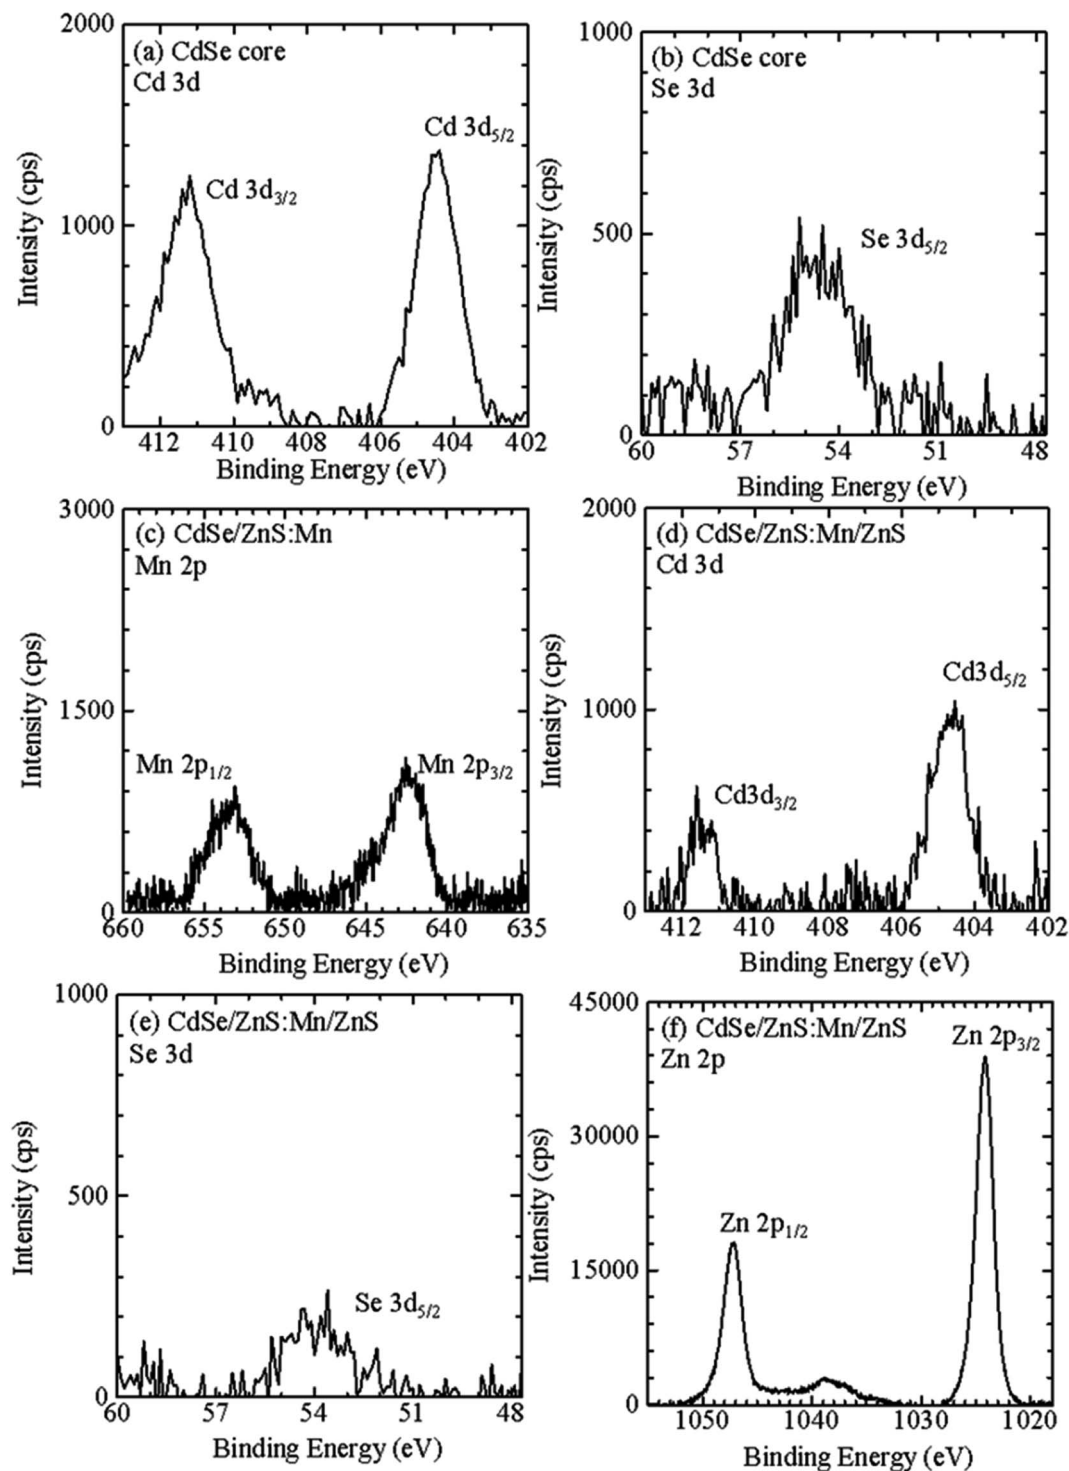 (a) CdSe core
Cd 3d
Cd 3d3/2
Cd 3d5/2
2000
1000
0
412 410 408 406 404 402
Intensity (cps)
Binding Energy (eV)
(b) CdSe core
Se 3d
Se 3d5/2
1000
500
0
60 57 54 51 48
Intensity (cps)
Binding Energy (eV)
(c) CdSe/ZnS:Mn
Mn 2p
Mn 2p1/2
Mn 2p3/2
3000
1500
0
660 655 650 645 640 635
Intensity (cps)
Binding Energy (eV)
(d) CdSe/ZnS:Mn/ZnS
Cd 3d
Cd3d3/2
Cd3d5/2
2000
1000
0
412 410 408 406 404 402
Intensity (cps)
Binding Energy (eV)
(e) CdSe/ZnS:Mn/ZnS
Se 3d
Se 3d5/2
1000
500
0
60 57 54 51 48
Intensity (cps)
Binding Energy (eV)
(f) CdSe/ZnS:Mn/ZnS
Zn 2p
Zn 2p1/2
Zn 2p3/2
45000
30000
15000
0
1050 1040 1030 1020
Intensity (cps)
Binding Energy (eV)